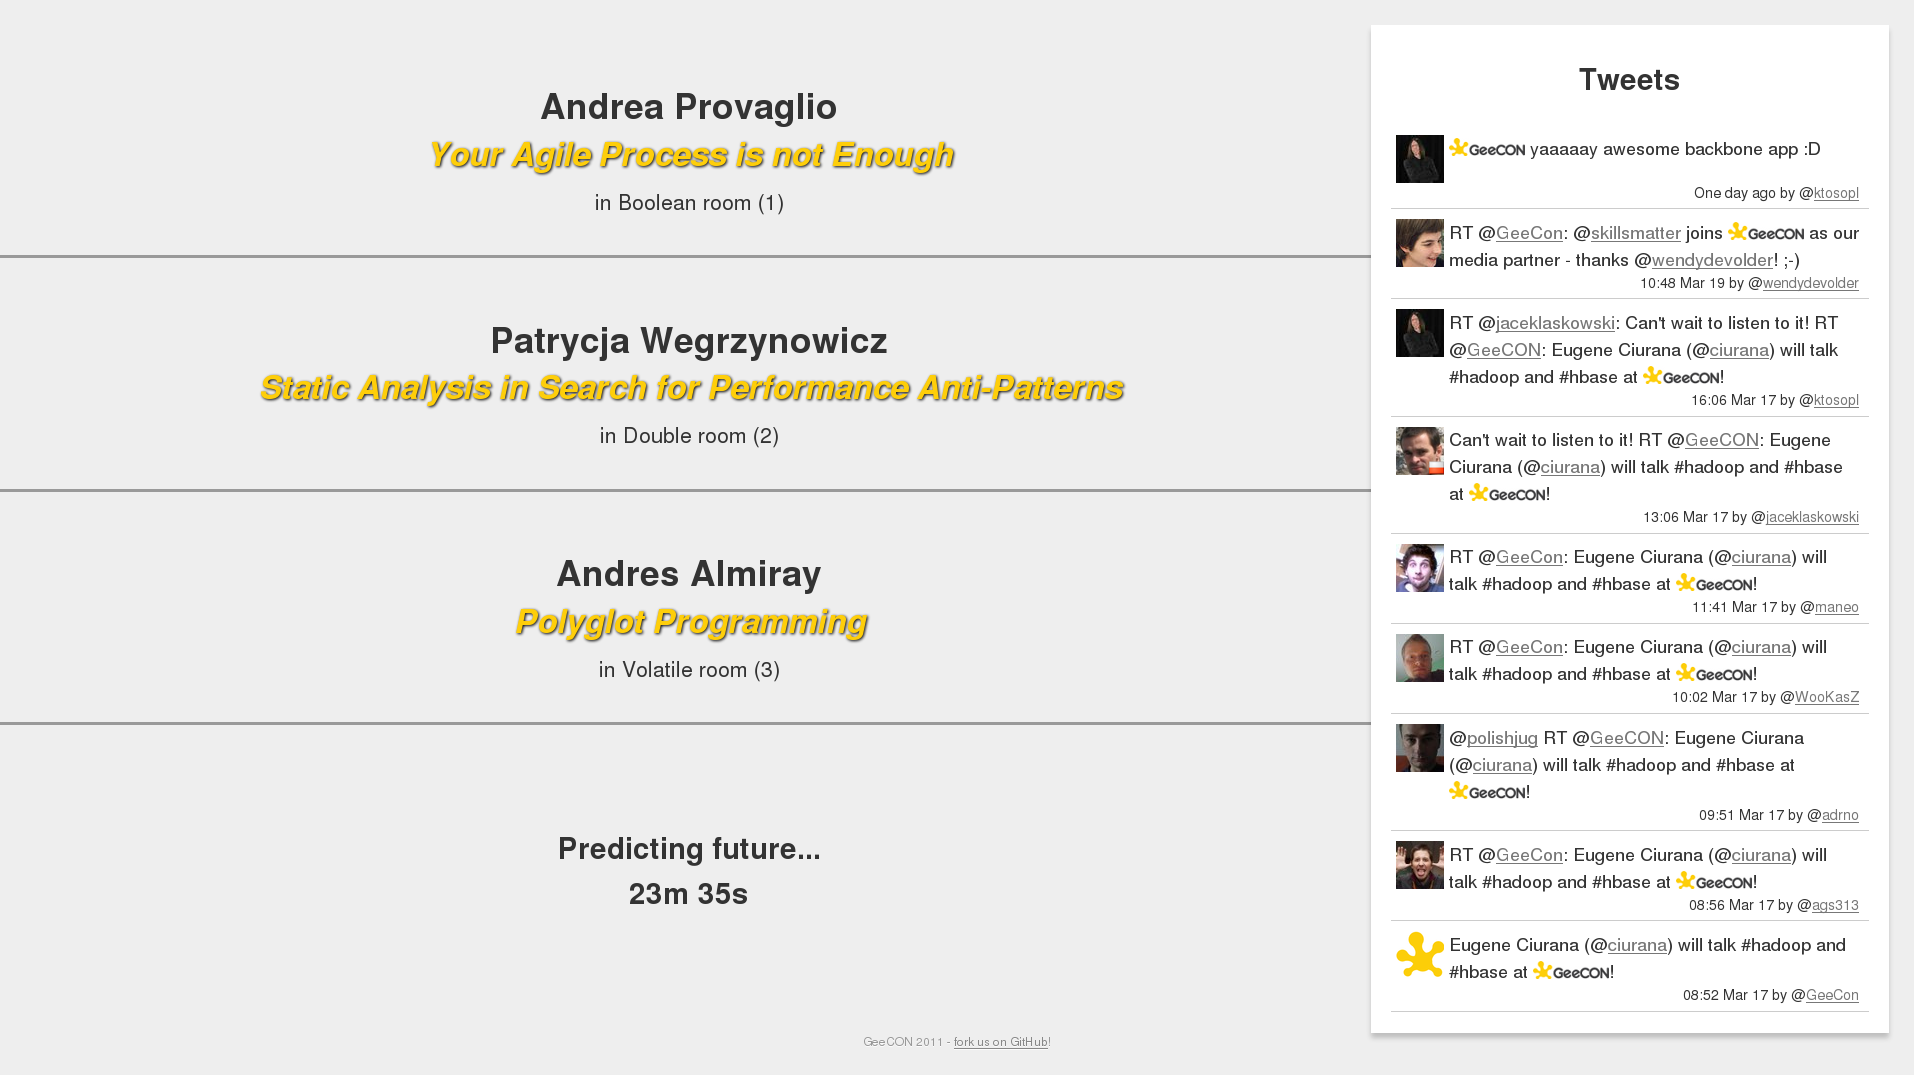 Andrea Provaglio
Your Agile Process is not Enough
in Boolean room (1)
Patrycja Wegrzynowicz
Static Analysis in Search for Performance Anti-Patterns
in Double room (2)
Andres Almiray
Polyglot Programming
in Volatile room (3)
Predicting future...
23m 35s
Tweets
GeeCON yaaaaay awesome backbone app :D
One day ago by @ktosopl
RT @GeeCon: @skillsmatter joins GeeCON as our
media partner - thanks @wendydevolder! ;-)
10:48 Mar 19 by @wendydevolder
RT @jaceklaskowski: Can't wait to listen to it! RT
@GeeCON: Eugene Ciurana (@ciurana) will talk
#hadoop and #hbase at GeeCON!
16:06 Mar 17 by @ktosopl
Can't wait to listen to it! RT @GeeCON: Eugene
Ciurana (@ciurana) will talk #hadoop and #hbase
at GeeCON!
13:06 Mar 17 by @jaceklaskowski
RT @GeeCon: Eugene Ciurana (@ciurana) will
talk #hadoop and #hbase at GeeCON!
11:41 Mar 17 by @maneo
RT @GeeCon: Eugene Ciurana (@ciurana) will
talk #hadoop and #hbase at GeeCON!
10:02 Mar 17 by @WooKasZ
@polishjug RT @GeeCON: Eugene Ciurana
(@ciurana) will talk #hadoop and #hbase at
GeeCON!
09:51 Mar 17 by @adrno
RT @GeeCon: Eugene Ciurana (@ciurana) will
talk #hadoop and #hbase at GeeCON!
08:56 Mar 17 by @ags313
Eugene Ciurana (@ciurana) will talk #hadoop and
#hbase at GeeCON!
08:52 Mar 17 by @GeeCon
GeeCON 2011 - fork us on GitHub!